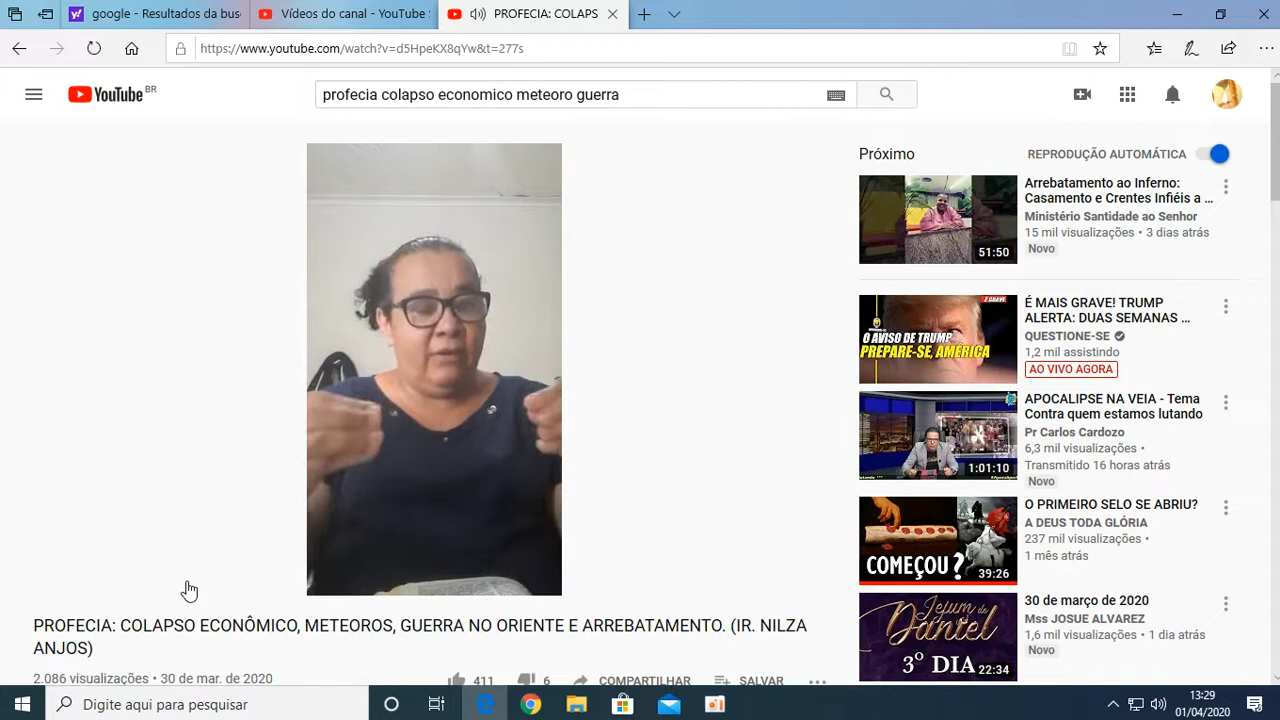 google - Resultados da bus
Vídeos do canal - YouTube
PROFECIA: COLAPS
https://www.youtube.com/watch?v=d5HpeKX8qYw&t=277s
YouTube BR
profecia colapso economico meteoro guerra
Próximo
REPRODUÇÃO AUTOMÁTICA
51:50
Arrebatamento ao Inferno:
Casamento e Crentes Infiéis a ...
Ministério Santidade ao Senhor
15 mil visualizações • 3 dias atrás
Novo
O AVISO DE TRUMP
PREPARE-SE, AMÉRICA
É MAIS GRAVE! TRUMP
ALERTA: DUAS SEMANAS ...
QUESTIONE-SE
1,2 mil assistindo
AO VIVO AGORA
1:01:10
APOCALIPSE NA VEIA - Tema
Contra quem estamos lutando
Pr Carlos Cardozo
6,3 mil visualizações •
Transmitido 16 horas atrás
Novo
COMEÇOU?
39:26
O PRIMEIRO SELO SE ABRIU?
A DEUS TODA GLÓRIA
237 mil visualizações •
1 mês atrás
Jejum de
Daniel
3º DIA
22:34
30 de março de 2020
Mss JOSUE ALVAREZ
1,6 mil visualizações • 1 dia atrás
Novo
PROFECIA: COLAPSO ECONÔMICO, METEOROS, GUERRA NO ORIENTE E ARREBATAMENTO. (IR. NILZA
ANJOS)
2.086 visualizações • 30 de mar. de 2020
411
6
COMPARTILHAR
SALVAR
Digite aqui para pesquisar
13:29
01/04/2020